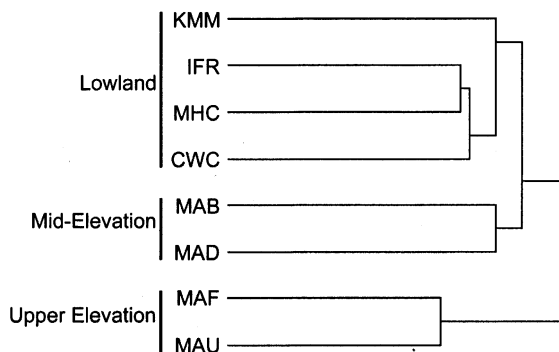 KMM
IFR
Lowland
MHC
CWC
MAB
Mid-Elevation
MAD
MAF
Upper Elevation
MAU